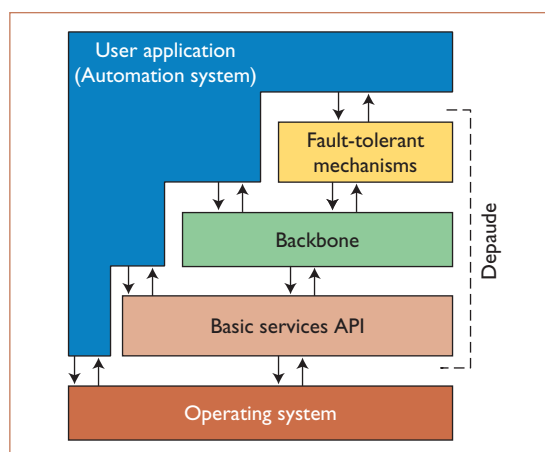 User application
(Automation system)
Fault-tolerant
mechanisms
Backbone
Depaude
Basic services API
Operating system